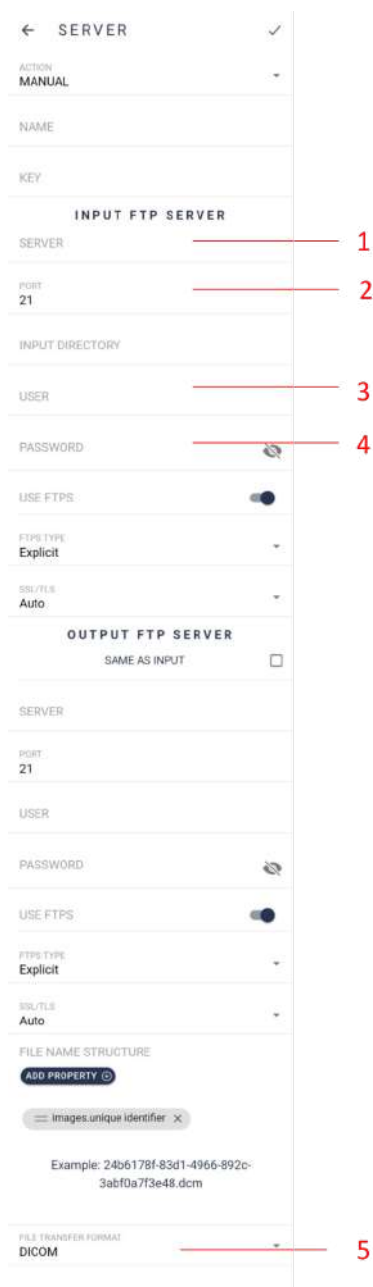 SERVER
ACTION
MANUAL
NAME
KEY
INPUT FTP SERVER
SERVER 1
PORT
21 2
INPUT DIRECTORY
USER 3
PASSWORD 4
USE FTPS
FTPS TYPE
Explicit
SSL/TLS
Auto
OUTPUT FTP SERVER
SAME AS INPUT
SERVER
PORT
21
USER
PASSWORD
USE FTPS
FTPS TYPE
Explicit
SSL/TLS
Auto
FILE NAME STRUCTURE
ADD PROPERTY
images.unique identifier
Example: 24b6178f-83d1-4966-892c-
3abf0a7f3e48.dcm
FILE TRANSFER FORMAT
DICOM 5